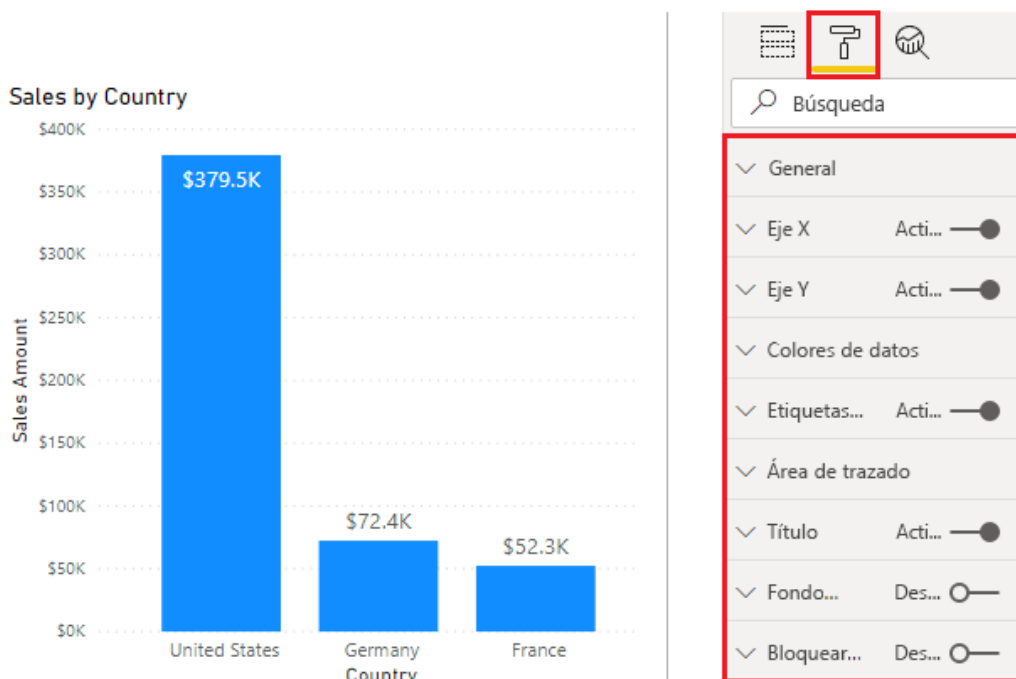 Sales by Country
$400K
$350K
$300K
$250K
$200K
$150K
$100K
$50K
$0K
Sales Amount
$379.5K
$72.4K
$52.3K
United States
Germany
France
Country
Búsqueda
General
Eje X Acti...
Eje Y Acti...
Colores de datos
Etiquetas... Acti...
Área de trazado
Título Acti...
Fondo... Des...
Bloquear... Des...